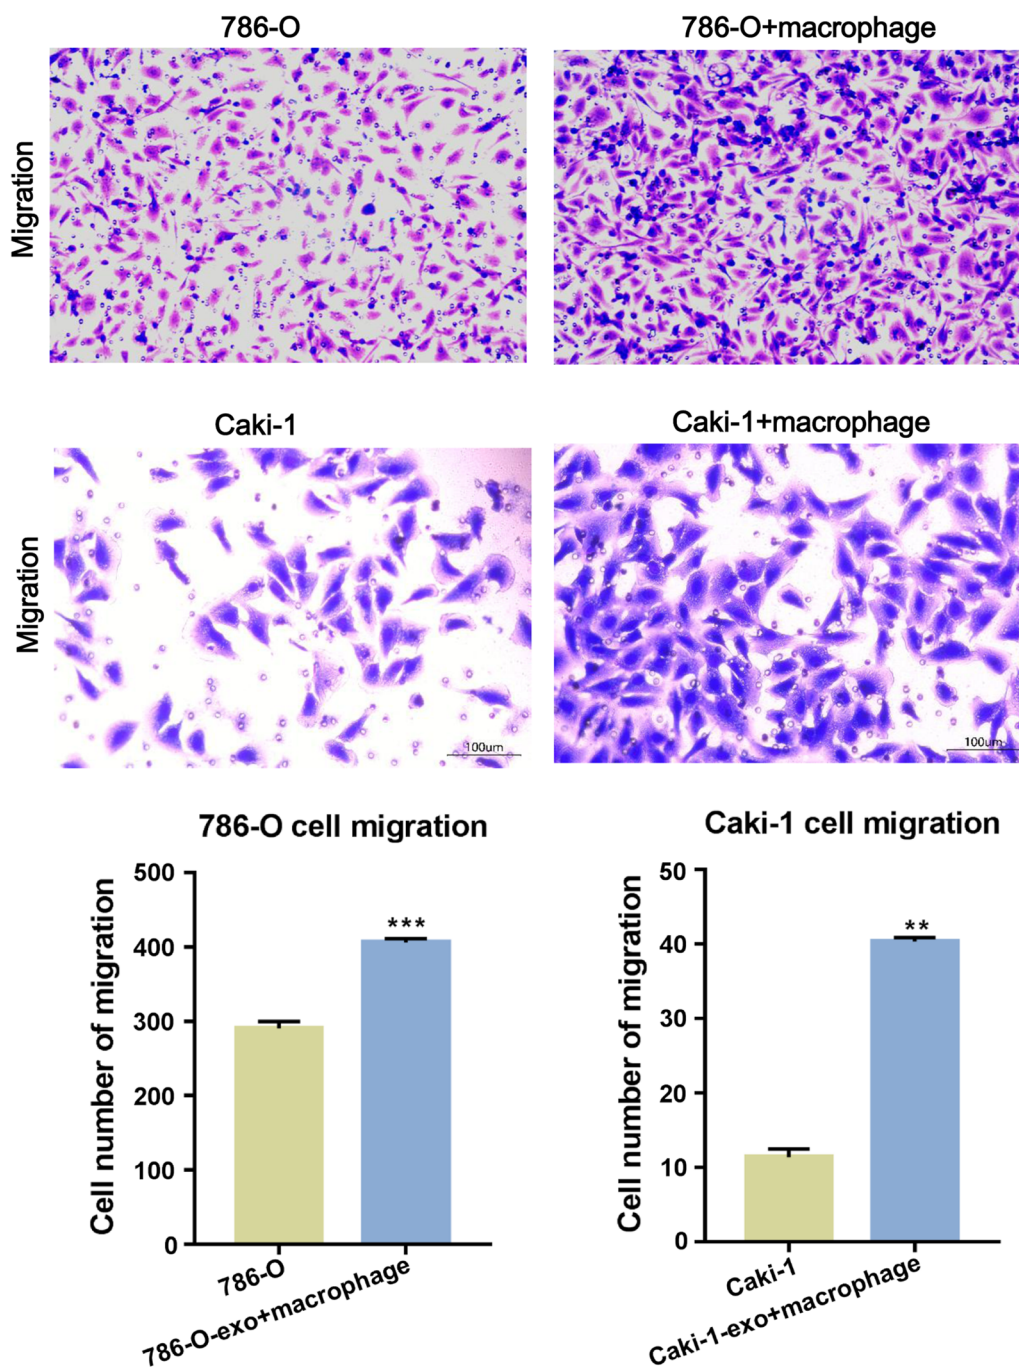 786-O
786-O+macrophage
Migration
Caki-1
Caki-1+macrophage
Migration
100um
100um
786-O cell migration
Cell number of migration
500
400
300
200
100
0
***
786-O
786-O-exo+macrophage
Caki-1 cell migration
Cell number of migration
50
40
30
20
10
0
**
Caki-1
Caki-1-exo+macrophage